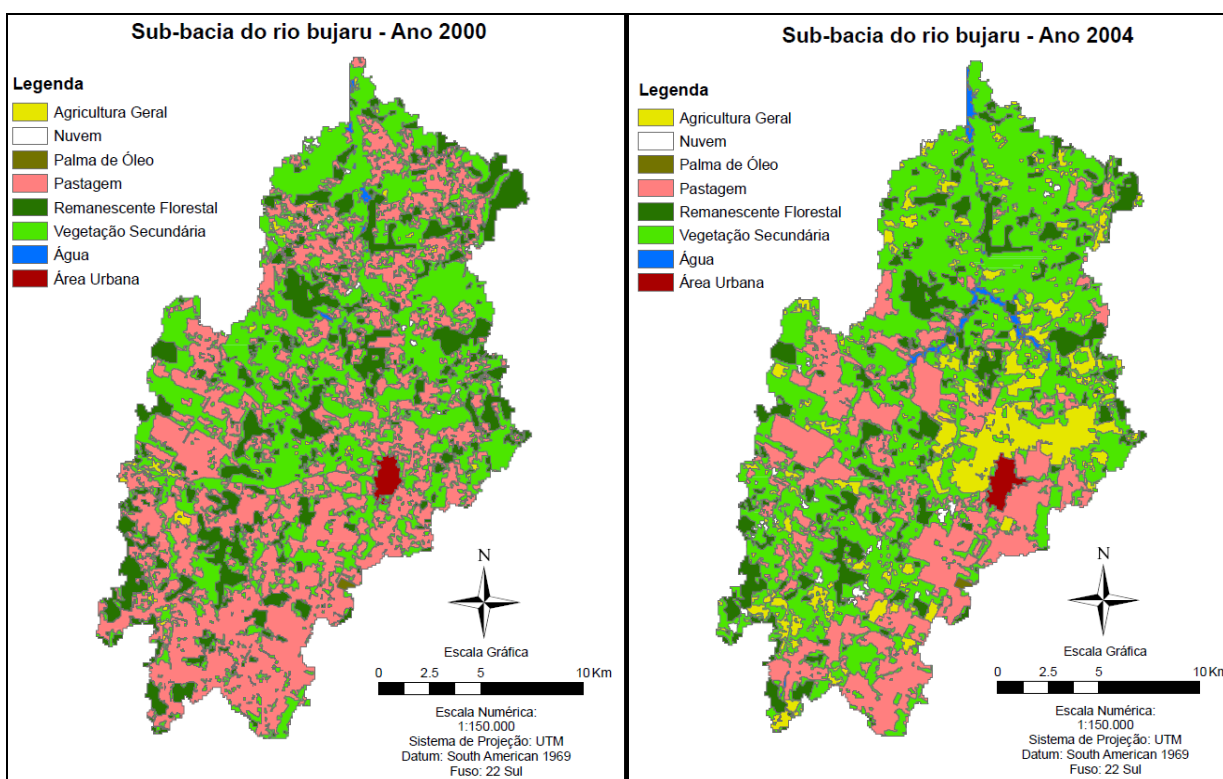 Sub-bacia do rio bujaru - Ano 2000
Legenda
Agricultura Geral
Nuvem
Palma de Óleo
Pastagem
Remanescente Florestal
Vegetação Secundária
Água
Área Urbana
N
Escala Gráfica
0 2.5 5 10 Km
Escala Numérica:
1:150.000
Sistema de Projeção: UTM
Datum: South American 1969
Fuso: 22 Sul
Sub-bacia do rio bujaru - Ano 2004
Legenda
Agricultura Geral
Nuvem
Palma de Óleo
Pastagem
Remanescente Florestal
Vegetação Secundária
Água
Área Urbana
N
Escala Gráfica
0 2.5 5 10 Km
Escala Numérica:
1:150.000
Sistema de Projeção: UTM
Datum: South American 1969
Fuso: 22 Sul